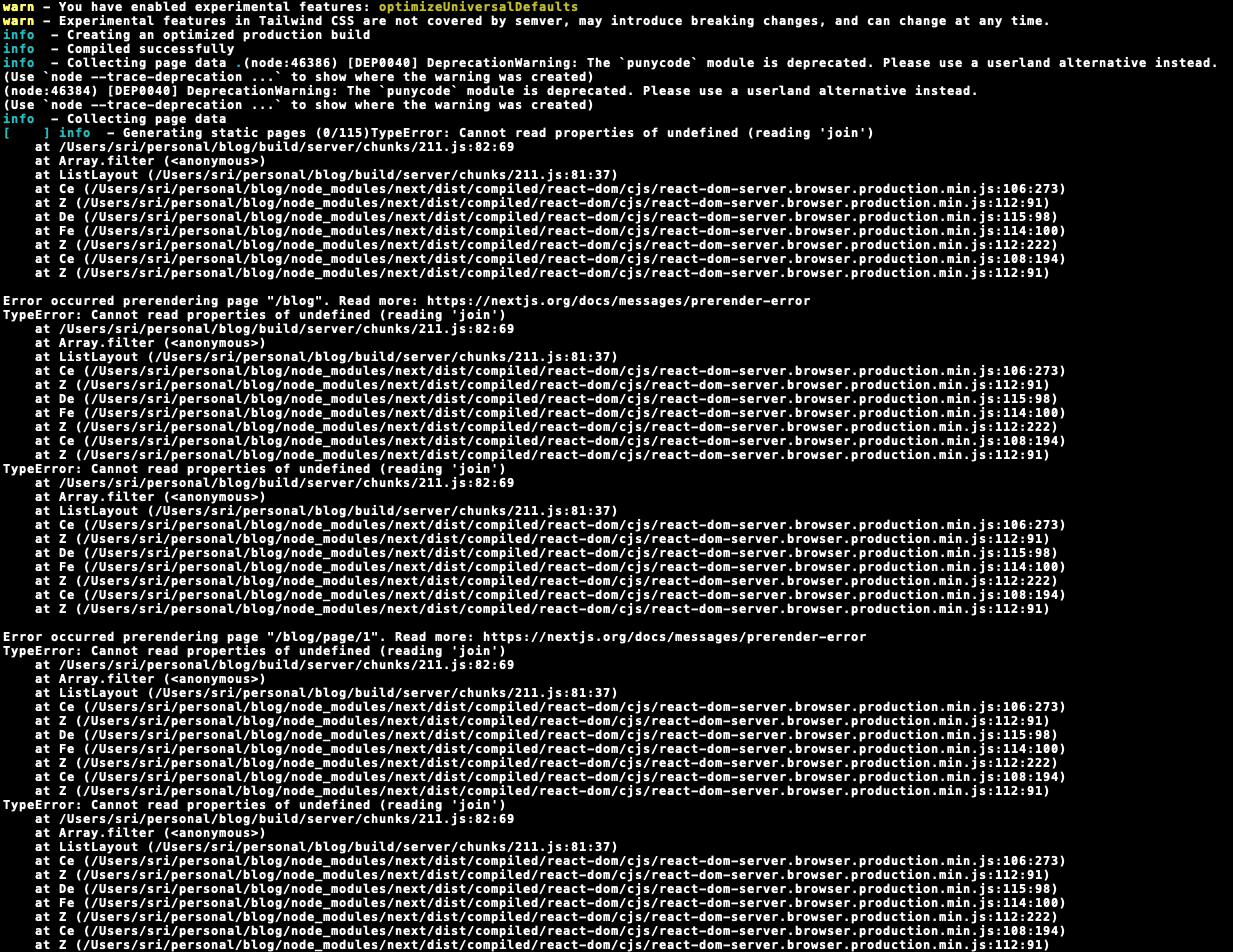 warn - You have enabled experimental features: optimizeUniversalDefaults
warn - Experimental features in Tailwind CSS are not covered by semver, may introduce breaking changes, and can change at any time.
info  - Creating an optimized production build
info  - Compiled successfully
info  - Collecting page data .(node:46386) [DEP0040] DeprecationWarning: The `punycode` module is deprecated. Please use a userland alternative instead.
(Use `node --trace-deprecation ...` to show where the warning was created)
(node:46384) [DEP0040] DeprecationWarning: The `punycode` module is deprecated. Please use a userland alternative instead.
(Use `node --trace-deprecation ...` to show where the warning was created)
info  - Collecting page data
[    ] info  - Generating static pages (0/115)TypeError: Cannot read properties of undefined (reading 'join')
    at /Users/sri/personal/blog/build/server/chunks/211.js:82:69
    at Array.filter (<anonymous>)
    at ListLayout (/Users/sri/personal/blog/build/server/chunks/211.js:81:37)
    at Ce (/Users/sri/personal/blog/node_modules/next/dist/compiled/react-dom/cjs/react-dom-server.browser.production.min.js:106:273)
    at Z (/Users/sri/personal/blog/node_modules/next/dist/compiled/react-dom/cjs/react-dom-server.browser.production.min.js:112:91)
    at De (/Users/sri/personal/blog/node_modules/next/dist/compiled/react-dom/cjs/react-dom-server.browser.production.min.js:115:98)
    at Fe (/Users/sri/personal/blog/node_modules/next/dist/compiled/react-dom/cjs/react-dom-server.browser.production.min.js:114:100)
    at Z (/Users/sri/personal/blog/node_modules/next/dist/compiled/react-dom/cjs/react-dom-server.browser.production.min.js:112:222)
    at Ce (/Users/sri/personal/blog/node_modules/next/dist/compiled/react-dom/cjs/react-dom-server.browser.production.min.js:108:194)
    at Z (/Users/sri/personal/blog/node_modules/next/dist/compiled/react-dom/cjs/react-dom-server.browser.production.min.js:112:91)

Error occurred prerendering page "/blog". Read more: https://nextjs.org/docs/messages/prerender-error
TypeError: Cannot read properties of undefined (reading 'join')
    at /Users/sri/personal/blog/build/server/chunks/211.js:82:69
    at Array.filter (<anonymous>)
    at ListLayout (/Users/sri/personal/blog/build/server/chunks/211.js:81:37)
    at Ce (/Users/sri/personal/blog/node_modules/next/dist/compiled/react-dom/cjs/react-dom-server.browser.production.min.js:106:273)
    at Z (/Users/sri/personal/blog/node_modules/next/dist/compiled/react-dom/cjs/react-dom-server.browser.production.min.js:112:91)
    at De (/Users/sri/personal/blog/node_modules/next/dist/compiled/react-dom/cjs/react-dom-server.browser.production.min.js:115:98)
    at Fe (/Users/sri/personal/blog/node_modules/next/dist/compiled/react-dom/cjs/react-dom-server.browser.production.min.js:114:100)
    at Z (/Users/sri/personal/blog/node_modules/next/dist/compiled/react-dom/cjs/react-dom-server.browser.production.min.js:112:222)
    at Ce (/Users/sri/personal/blog/node_modules/next/dist/compiled/react-dom/cjs/react-dom-server.browser.production.min.js:108:194)
    at Z (/Users/sri/personal/blog/node_modules/next/dist/compiled/react-dom/cjs/react-dom-server.browser.production.min.js:112:91)
TypeError: Cannot read properties of undefined (reading 'join')
    at /Users/sri/personal/blog/build/server/chunks/211.js:82:69
    at Array.filter (<anonymous>)
    at ListLayout (/Users/sri/personal/blog/build/server/chunks/211.js:81:37)
    at Ce (/Users/sri/personal/blog/node_modules/next/dist/compiled/react-dom/cjs/react-dom-server.browser.production.min.js:106:273)
    at Z (/Users/sri/personal/blog/node_modules/next/dist/compiled/react-dom/cjs/react-dom-server.browser.production.min.js:112:91)
    at De (/Users/sri/personal/blog/node_modules/next/dist/compiled/react-dom/cjs/react-dom-server.browser.production.min.js:115:98)
    at Fe (/Users/sri/personal/blog/node_modules/next/dist/compiled/react-dom/cjs/react-dom-server.browser.production.min.js:114:100)
    at Z (/Users/sri/personal/blog/node_modules/next/dist/compiled/react-dom/cjs/react-dom-server.browser.production.min.js:112:222)
    at Ce (/Users/sri/personal/blog/node_modules/next/dist/compiled/react-dom/cjs/react-dom-server.browser.production.min.js:108:194)
    at Z (/Users/sri/personal/blog/node_modules/next/dist/compiled/react-dom/cjs/react-dom-server.browser.production.min.js:112:91)

Error occurred prerendering page "/blog/page/1". Read more: https://nextjs.org/docs/messages/prerender-error
TypeError: Cannot read properties of undefined (reading 'join')
    at /Users/sri/personal/blog/build/server/chunks/211.js:82:69
    at Array.filter (<anonymous>)
    at ListLayout (/Users/sri/personal/blog/build/server/chunks/211.js:81:37)
    at Ce (/Users/sri/personal/blog/node_modules/next/dist/compiled/react-dom/cjs/react-dom-server.browser.production.min.js:106:273)
    at Z (/Users/sri/personal/blog/node_modules/next/dist/compiled/react-dom/cjs/react-dom-server.browser.production.min.js:112:91)
    at De (/Users/sri/personal/blog/node_modules/next/dist/compiled/react-dom/cjs/react-dom-server.browser.production.min.js:115:98)
    at Fe (/Users/sri/personal/blog/node_modules/next/dist/compiled/react-dom/cjs/react-dom-server.browser.production.min.js:114:100)
    at Z (/Users/sri/personal/blog/node_modules/next/dist/compiled/react-dom/cjs/react-dom-server.browser.production.min.js:112:222)
    at Ce (/Users/sri/personal/blog/node_modules/next/dist/compiled/react-dom/cjs/react-dom-server.browser.production.min.js:108:194)
    at Z (/Users/sri/personal/blog/node_modules/next/dist/compiled/react-dom/cjs/react-dom-server.browser.production.min.js:112:91)
TypeError: Cannot read properties of undefined (reading 'join')
    at /Users/sri/personal/blog/build/server/chunks/211.js:82:69
    at Array.filter (<anonymous>)
    at ListLayout (/Users/sri/personal/blog/build/server/chunks/211.js:81:37)
    at Ce (/Users/sri/personal/blog/node_modules/next/dist/compiled/react-dom/cjs/react-dom-server.browser.production.min.js:106:273)
    at Z (/Users/sri/personal/blog/node_modules/next/dist/compiled/react-dom/cjs/react-dom-server.browser.production.min.js:112:91)
    at De (/Users/sri/personal/blog/node_modules/next/dist/compiled/react-dom/cjs/react-dom-server.browser.production.min.js:115:98)
    at Fe (/Users/sri/personal/blog/node_modules/next/dist/compiled/react-dom/cjs/react-dom-server.browser.production.min.js:114:100)
    at Z (/Users/sri/personal/blog/node_modules/next/dist/compiled/react-dom/cjs/react-dom-server.browser.production.min.js:112:222)
    at Ce (/Users/sri/personal/blog/node_modules/next/dist/compiled/react-dom/cjs/react-dom-server.browser.production.min.js:108:194)
    at Z (/Users/sri/personal/blog/node_modules/next/dist/compiled/react-dom/cjs/react-dom-server.browser.production.min.js:112:91)